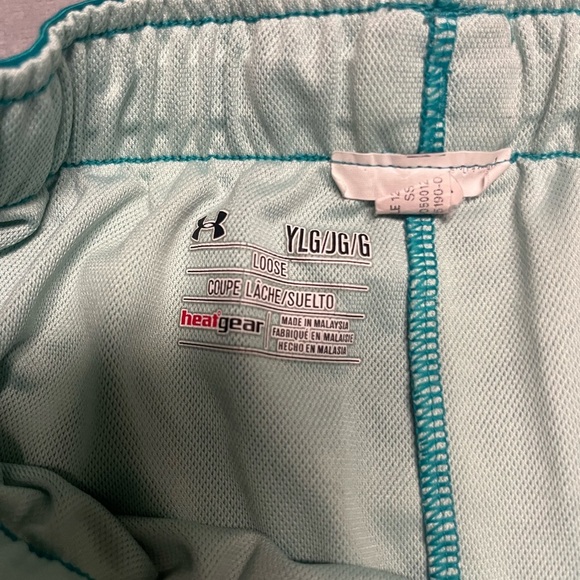 YLG/JG/G
LOOSE
COUPE LÂCHE/SUELTO
heatgear
MADE IN MALAYSIA
FABRIQUÉ EN MALAISIE
HECHO EN MALASIA